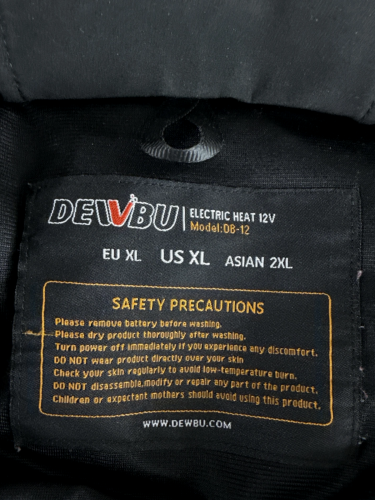 DEWBU | ELECTRIC HEAT 12V
Model:DB-12
EU XL US XL ASIAN 2XL
SAFETY PRECAUTIONS
Please remove battery before washing.
Please dry product thoroughly after washing.
Turn power off immediately if you experience any discomfort.
DO NOT wear product directly over your skin
Check your skin regularly to avoid low-temperature burn.
DO NOT disassemble,modify or repair any part of the product.
Children or expectant mothers should avoid using this product.
WWW.DEWBU.COM